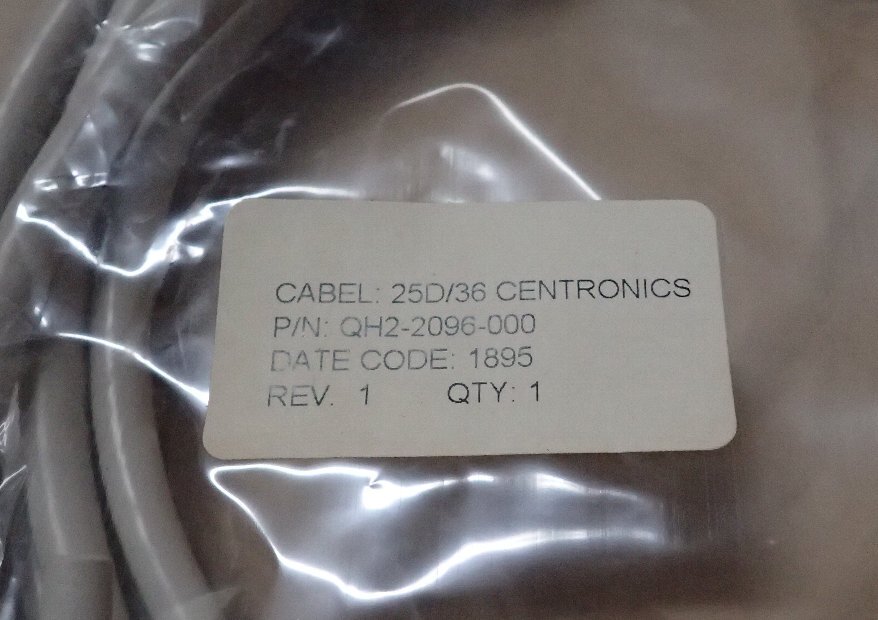 CABEL: 25D/36 CENTRONICS
P/N: QH2-2096-000
DATE CODE: 1895
REV. 1 QTY: 1